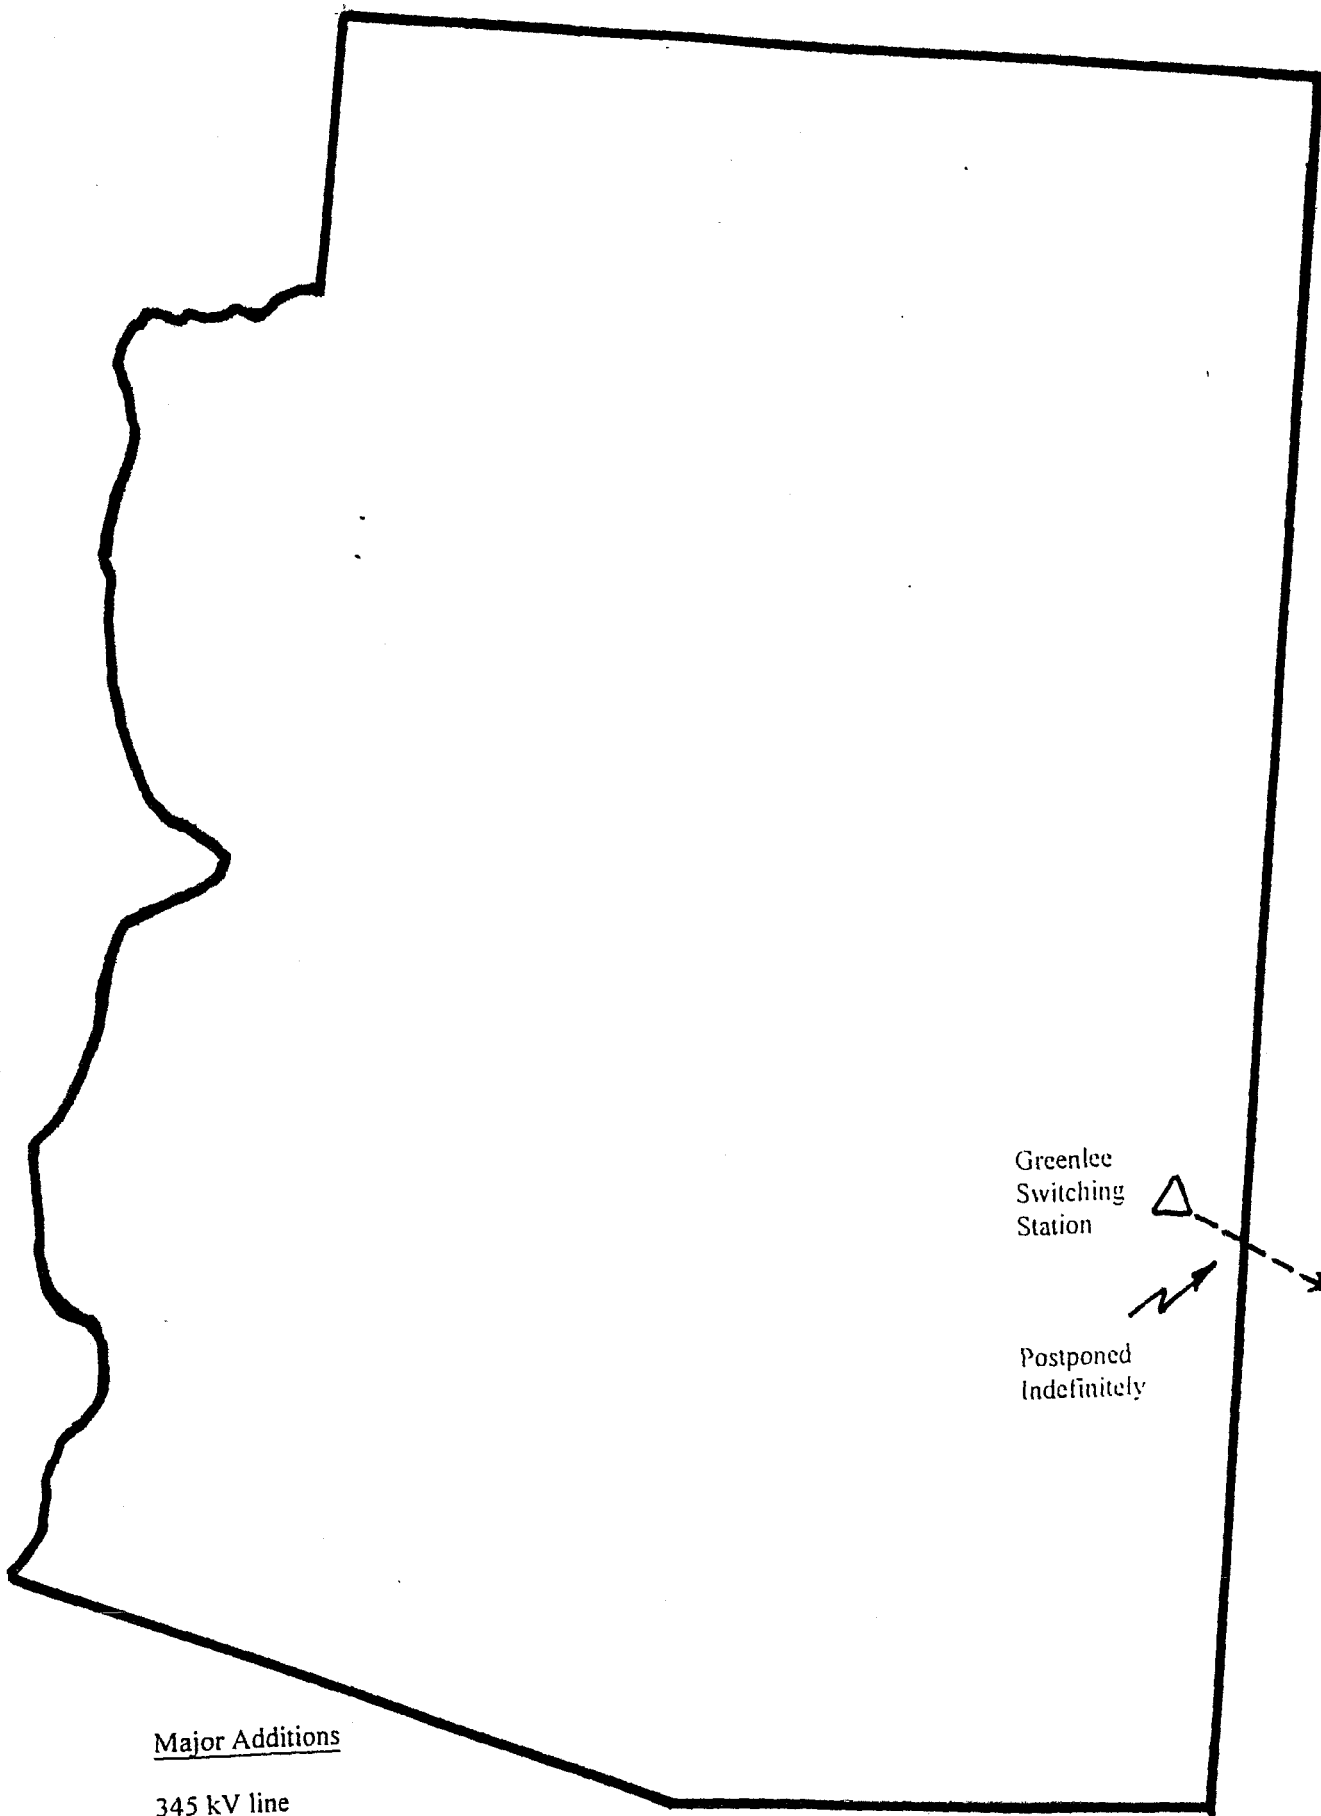 Greenlee
Switching
Station
Postponed
Indefinitely
Major Additions
345 kV line